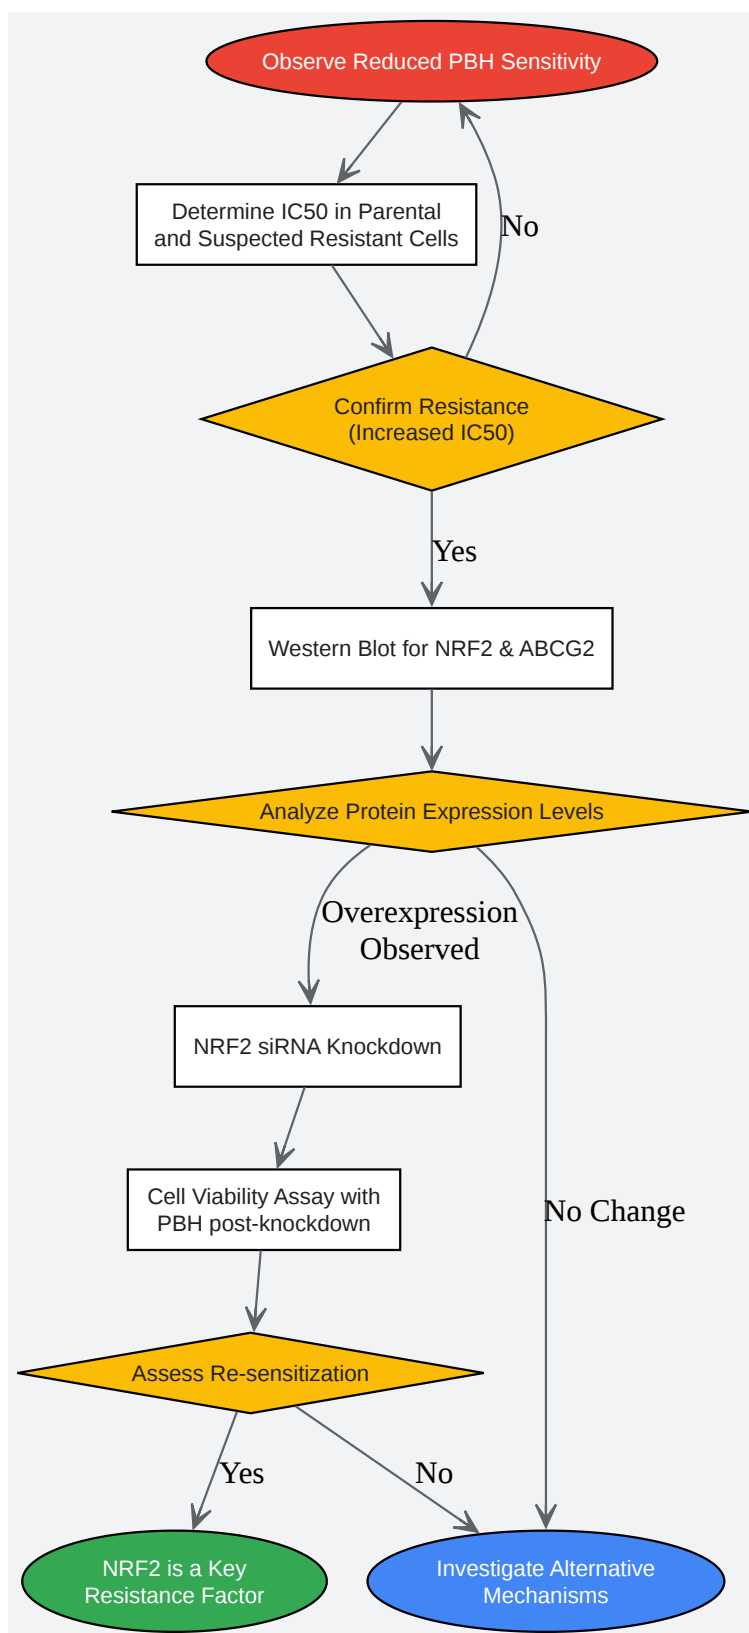 Observe Reduced PBH Sensitivity
Determine IC50 in Parental
and Suspected Resistant Cells
No
Confirm Resistance
(Increased IC50)
Yes
Western Blot for NRF2 & ABCG2
Analyze Protein Expression Levels
Overexpression
Observed
NRF2 siRNA Knockdown
Cell Viability Assay with
PBH post-knockdown
No Change
Assess Re-sensitization
Yes
No
NRF2 is a Key
Resistance Factor
Investigate Alternative
Mechanisms